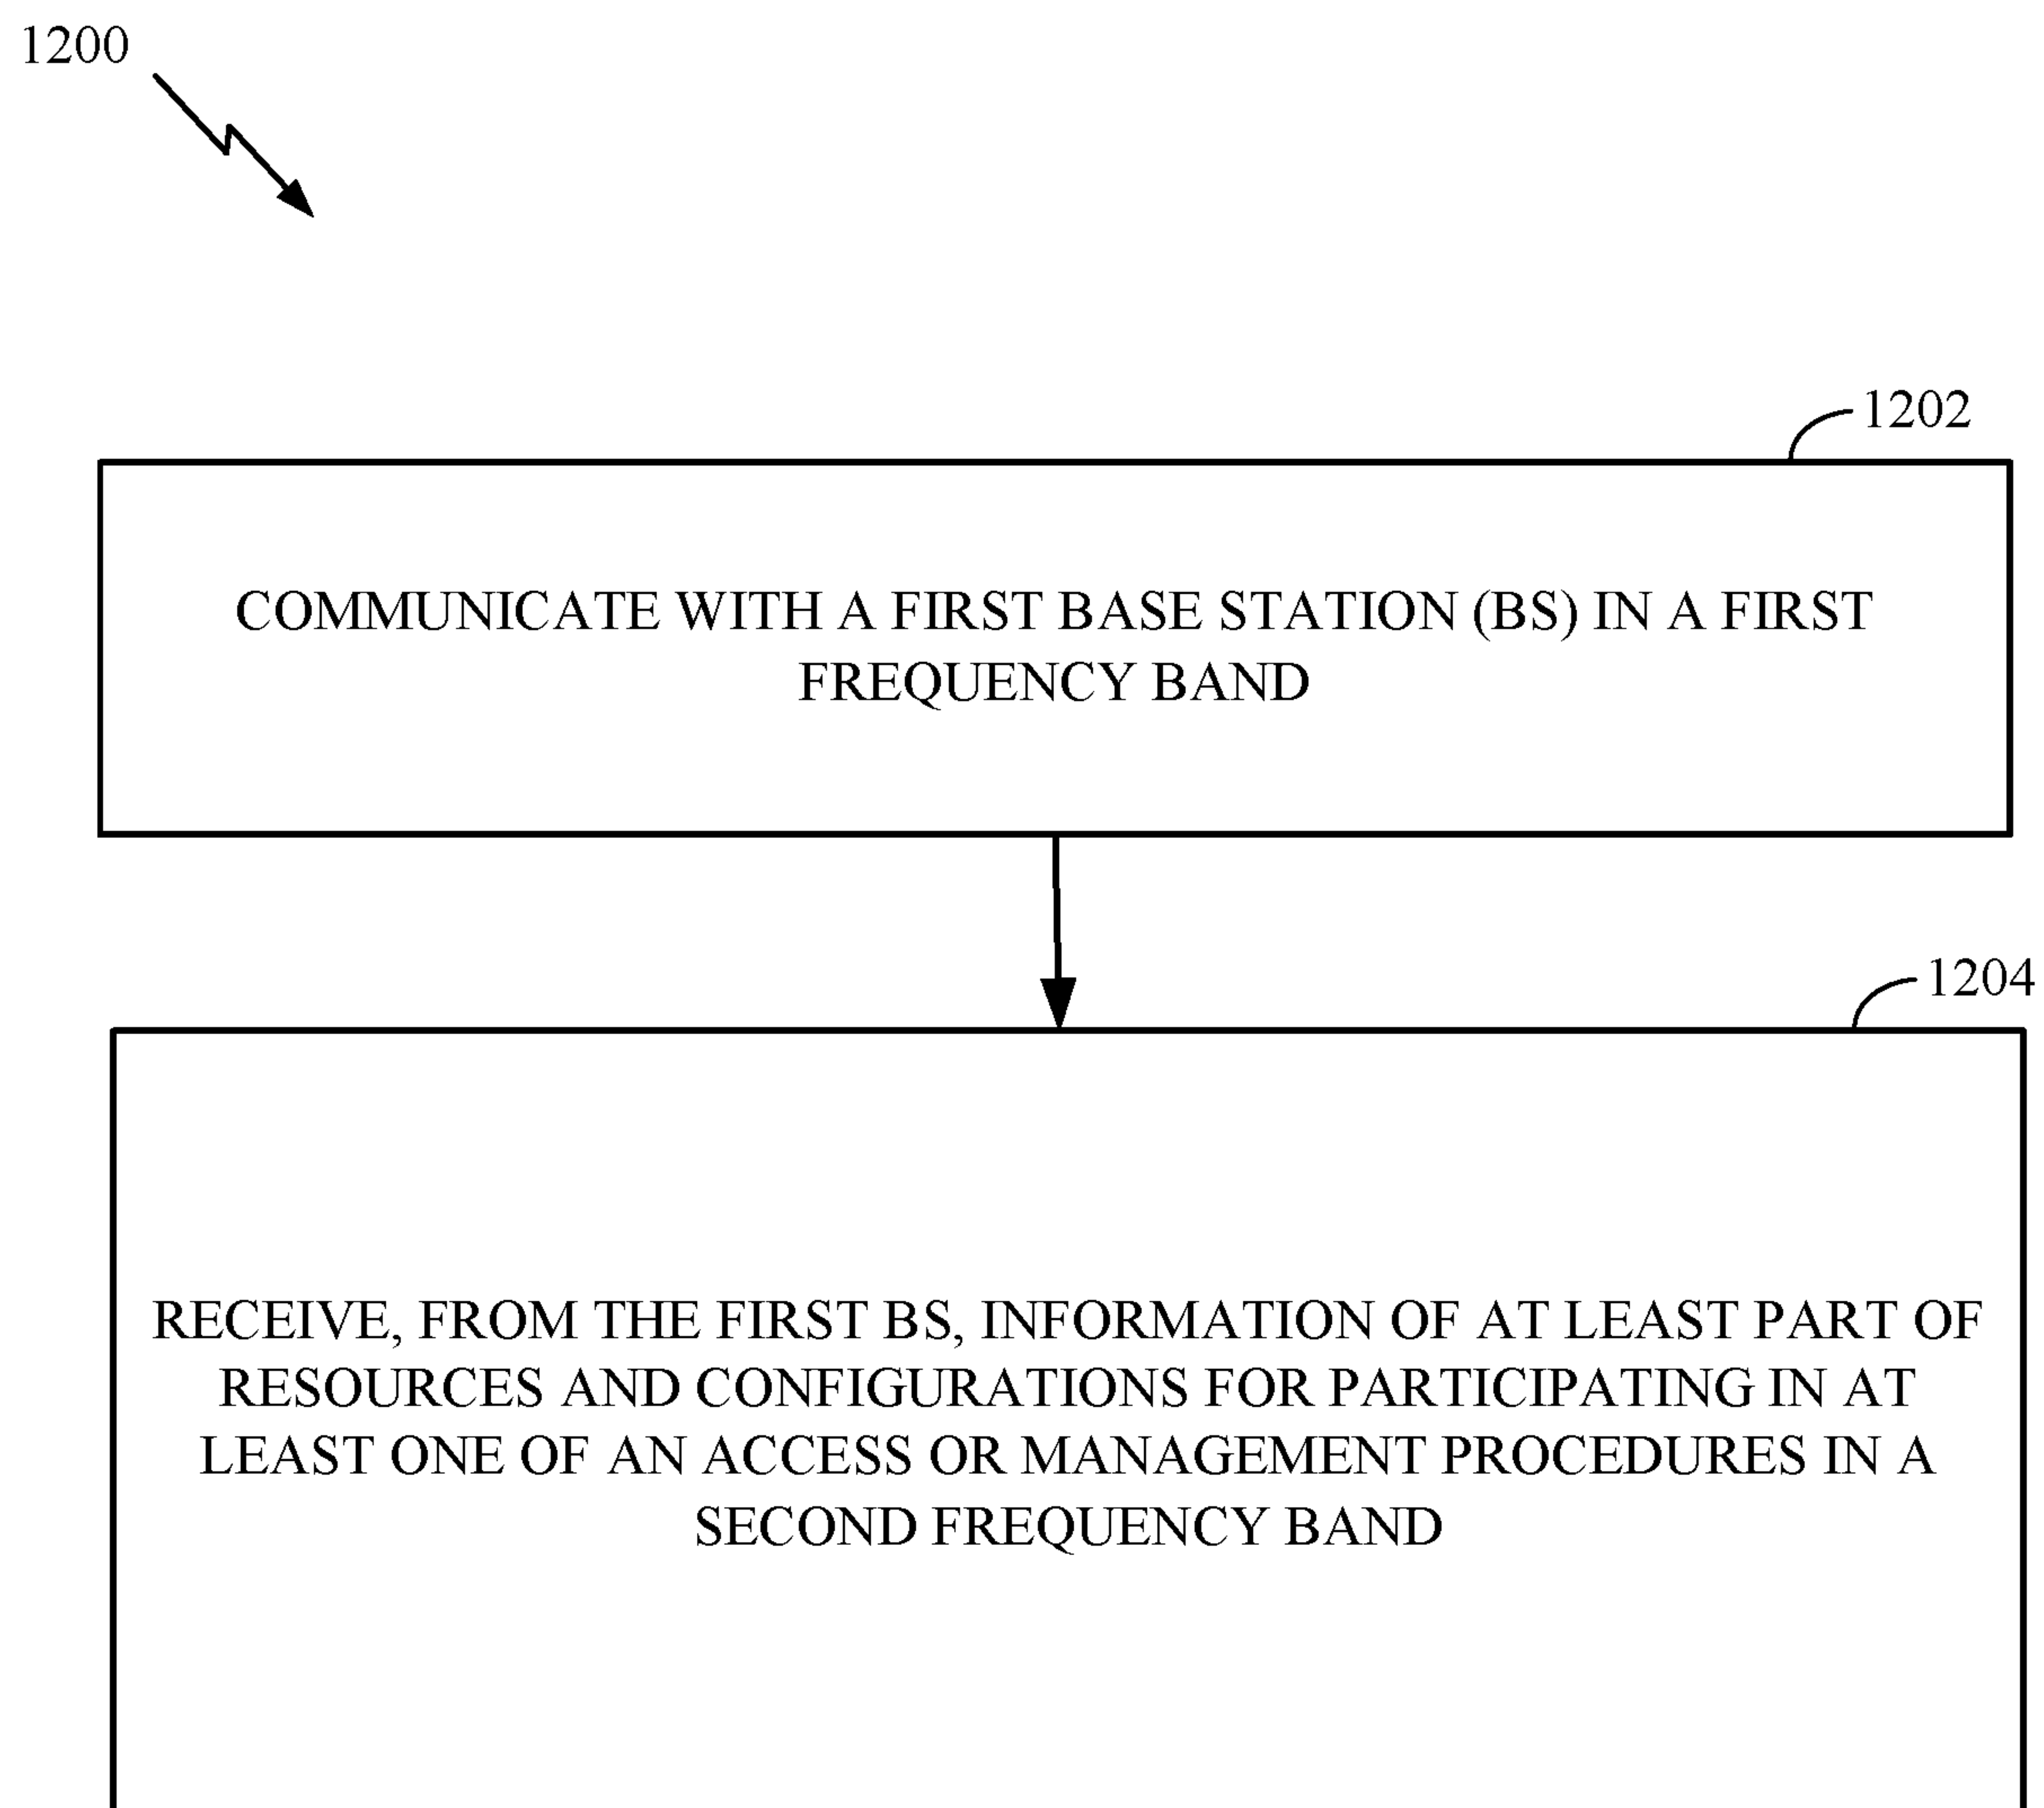 1200
1202
COMMUNICATE WITH A FIRST BASE STATION (BS) IN A FIRST
FREQUENCY BAND
1204
RECEIVE, FROM THE FIRST BS, INFORMATION OF AT LEAST PART OF
RESOURCES AND CONFIGURATIONS FOR PARTICIPATING IN AT
LEAST ONE OF AN ACCESS OR MANAGEMENT PROCEDURES IN A
SECOND FREQUENCY BAND